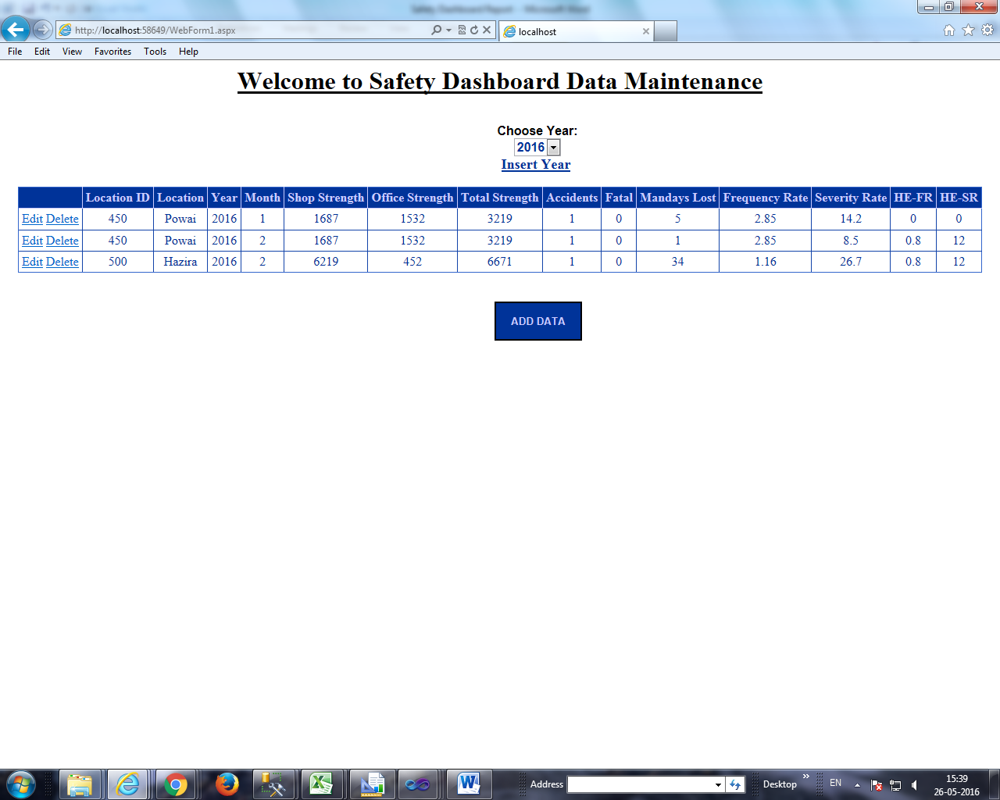 Safety Dashboard Report - Microsoft Word
http://localhost:58649/WebForm1.aspx
localhost
File Edit View Favorites Tools Help
Welcome to Safety Dashboard Data Maintenance
Choose Year:
2016
Insert Year
Location ID Location Year Month Shop Strength Office Strength Total Strength Accidents Fatal Mandays Lost Frequency Rate Severity Rate HE-FR HE-SR
Edit Delete 450 Powai 2016 1 1687 1532 3219 1 0 5 2.85 14.2 0 0
Edit Delete 450 Powai 2016 2 1687 1532 3219 1 0 1 2.85 8.5 0.8 12
Edit Delete 500 Hazira 2016 2 6219 452 6671 1 0 34 1.16 26.7 0.8 12
ADD DATA
Address Desktop » EN 15:39
26-05-2016